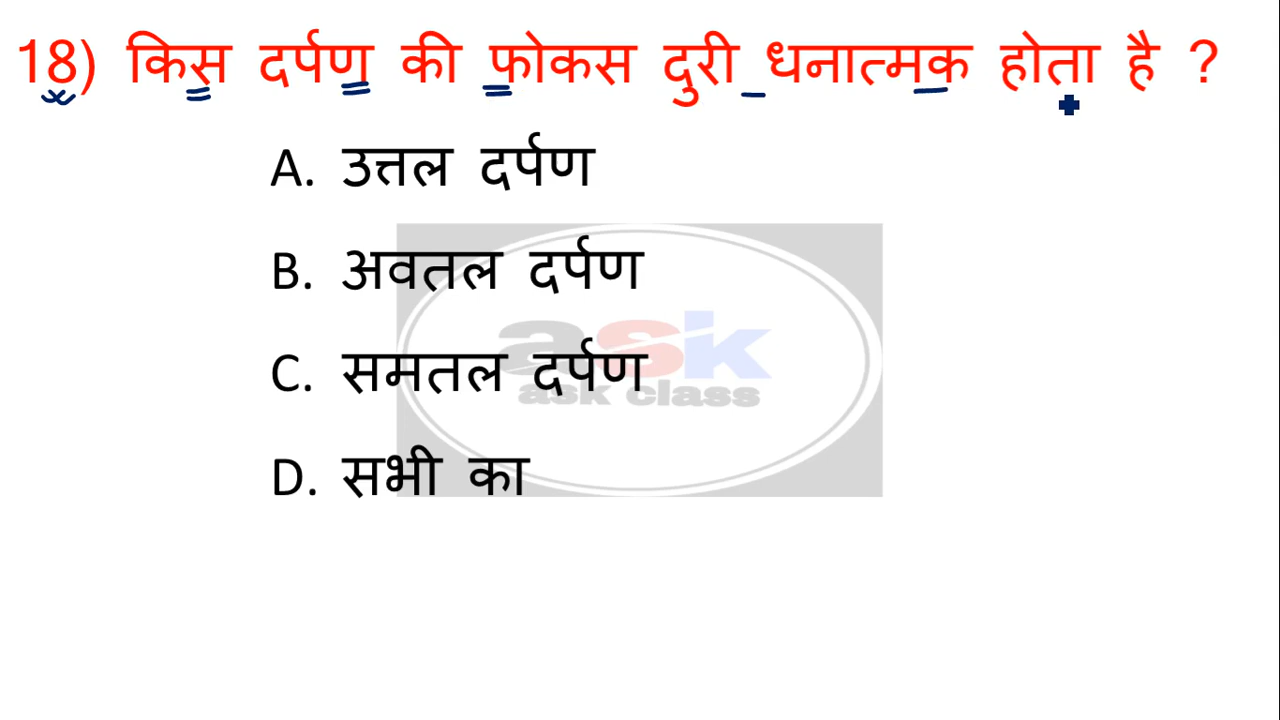 18) किस दर्पण की फ़ोकस दुरी धनात्मक होता है ?
A. उत्तल दर्पण
B. अवतल दर्पण
ask
C. समतल दर्पण
ask class
D. सभी का